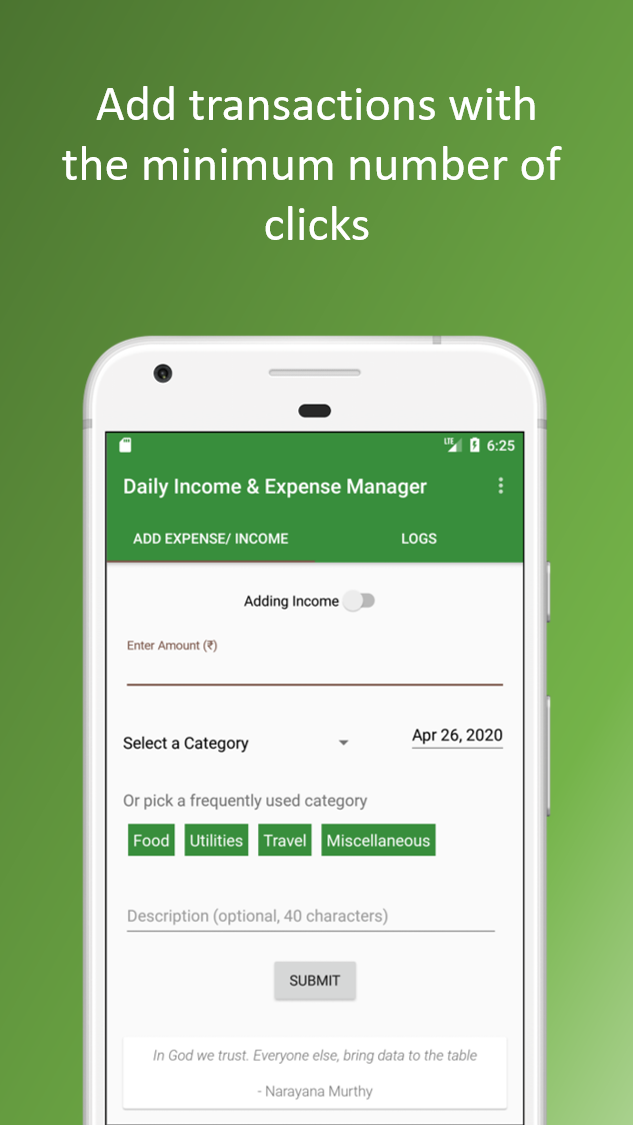 Add transactions with
the minimum number of
clicks
LTE 6:25
Daily Income & Expense Manager
ADD EXPENSE/ INCOME LOGS
Adding Income
Enter Amount (₹)
Select a Category Apr 26, 2020
Or pick a frequently used category
Food Utilities Travel Miscellaneous
Description (optional, 40 characters)
SUBMIT
In God we trust. Everyone else, bring data to the table
- Narayana Murthy